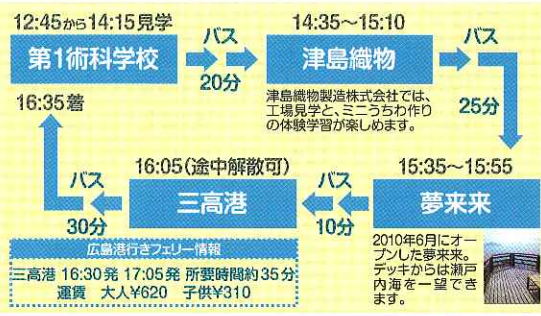 12:45から14:15見学
第1術科学校
バス
20分
14:35～15:10
津島織物
津島織物製造株式会社では、
工場見学と、ミニうちわ作り
の体験学習が楽しめます。
バス
25分
15:35～15:55
夢来来
2010年6月にオー
プンした夢来来。
デッキからは瀬戸
内海を一望でき
ます。
バス
10分
16:05(途中解散可)
三高港
バス
30分
16:35着
広島港行きフェリー情報
三高港 16:30発 17:05発 所要時間約35分
運賃 大人¥620 子供¥310